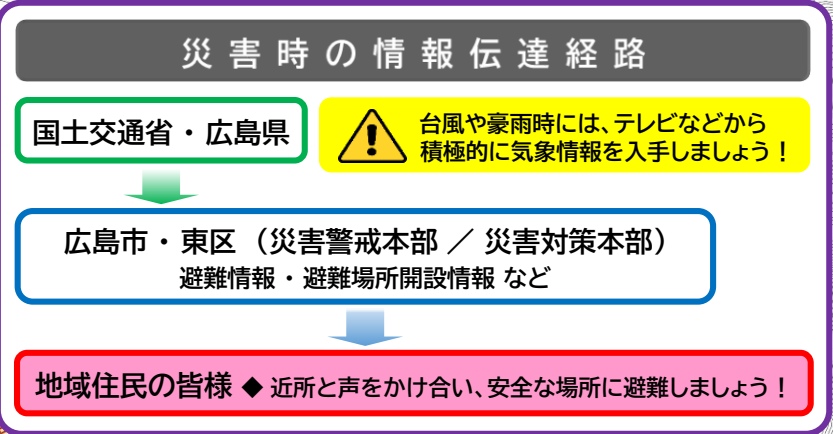 災害時の情報伝達経路
国土交通省・広島県
台風や豪雨時には、テレビなどから
積極的に気象情報を入手しましょう！
広島市・東区（災害警戒本部／災害対策本部）
避難情報・避難場所開設情報 など
地域住民の皆様 ◆ 近所と声をかけ合い、安全な場所に避難しましょう！